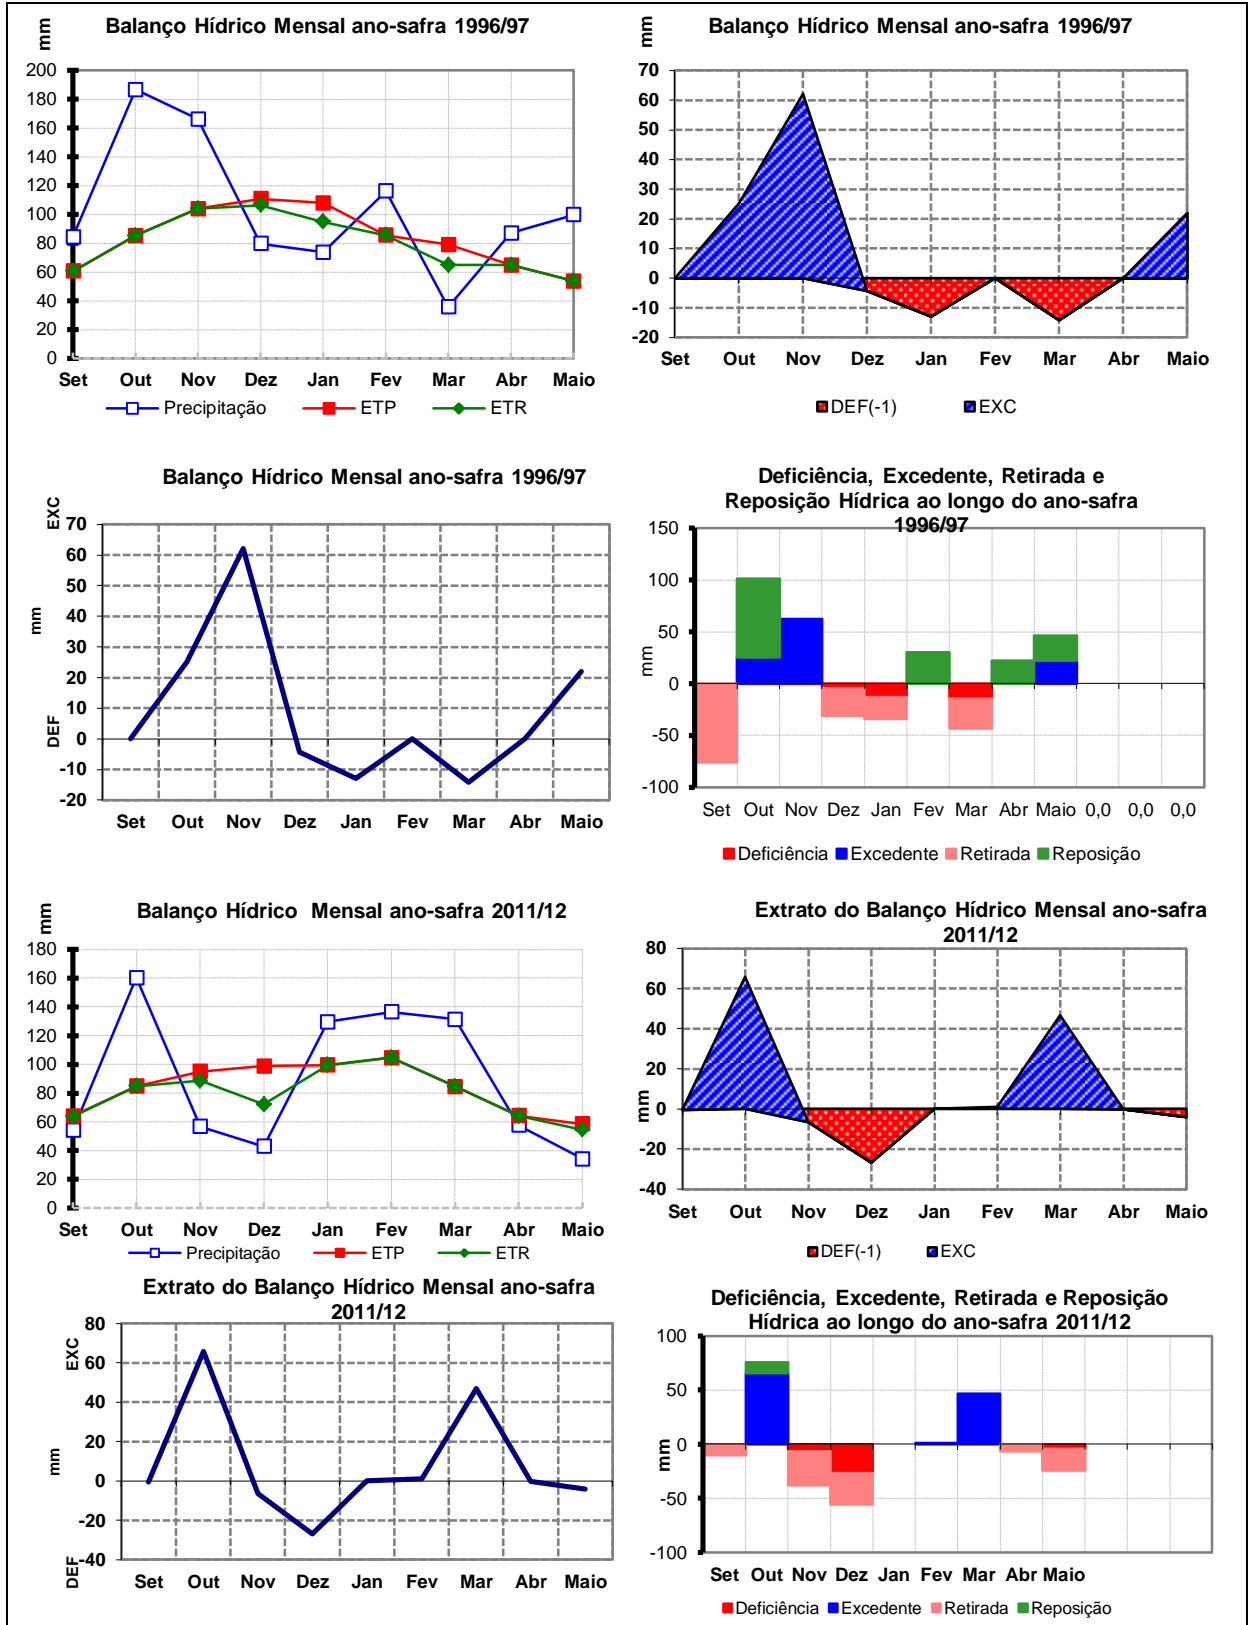 Balanço Hídrico Mensal ano-safra 1996/97
mm
200
180
160
140
120
100
80
60
40
20
0
Set Out Nov Dez Jan Fev Mar Abr Maio
Precipitação ETP ETR
Balanço Hídrico Mensal ano-safra 1996/97
mm
70
60
50
40
30
20
10
0
-10
-20
Set Out Nov Dez Jan Fev Mar Abr Maio
DEF(-1) EXC
Balanço Hídrico Mensal ano-safra 1996/97
EXC
mm
DEF
70
60
50
40
30
20
10
0
-10
-20
Set Out Nov Dez Jan Fev Mar Abr Maio
Deficiência, Excedente, Retirada e
Reposição Hídrica ao longo do ano-safra
1996/97
mm
150
100
50
0
-50
-100
Set Out Nov Dez Jan Fev Mar Abr Maio 0,0 0,0 0,0
Deficiência Excedente Retirada Reposição
Balanço Hídrico Mensal ano-safra 2011/12
mm
180
160
140
120
100
80
60
40
20
0
Set Out Nov Dez Jan Fev Mar Abr Maio
Precipitação ETP ETR
Extrato do Balanço Hídrico Mensal ano-safra
2011/12
mm
80
60
40
20
0
-20
-40
Set Out Nov Dez Jan Fev Mar Abr Maio
DEF(-1) EXC
Extrato do Balanço Hídrico Mensal ano-safra
2011/12
EXC
mm
DEF
80
60
40
20
0
-20
-40
Set Out Nov Dez Jan Fev Mar Abr Maio
Deficiência, Excedente, Retirada e Reposição
Hídrica ao longo do ano-safra 2011/12
mm
100
50
0
-50
-100
Set Out Nov Dez Jan Fev Mar Abr Maio
Deficiência Excedente Retirada Reposição